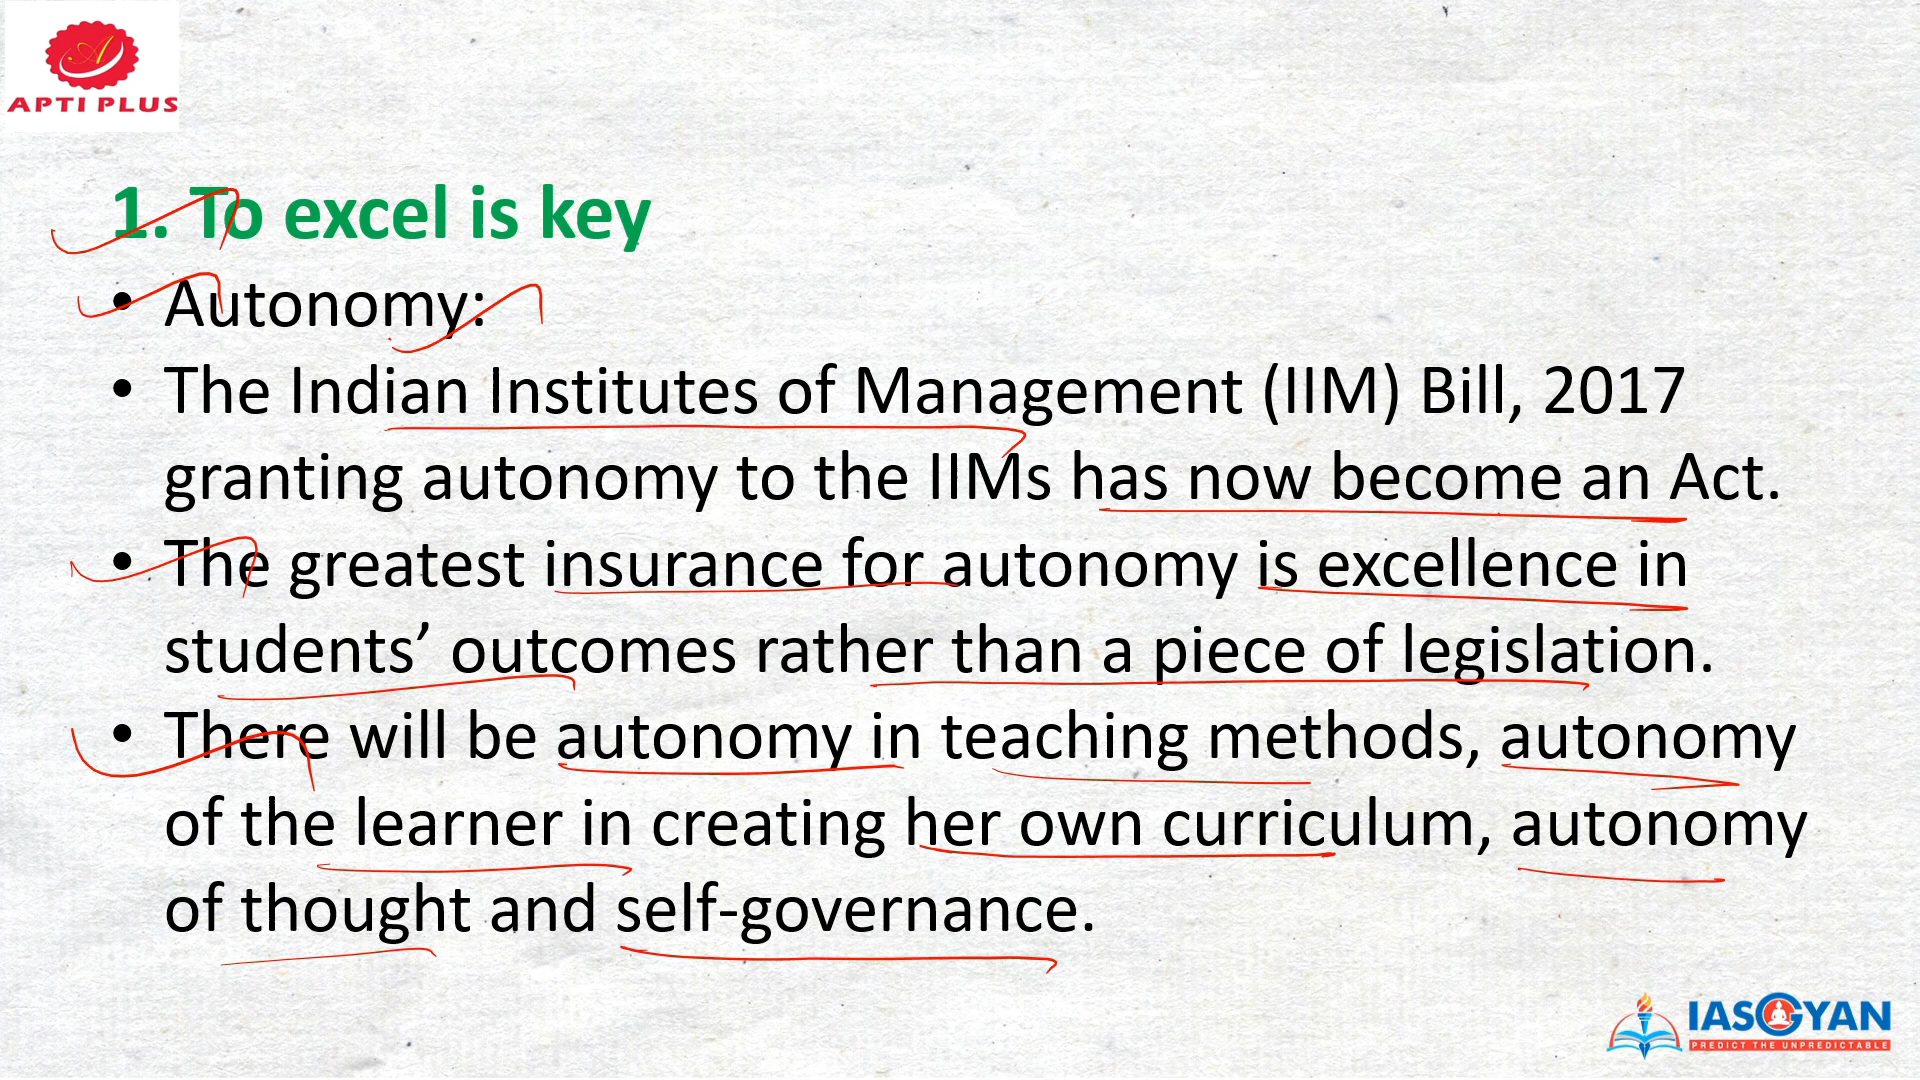 A
APTI PLUS
1. To excel is key
• Autonomy:
• The Indian Institutes of Management (IIM) Bill, 2017
granting autonomy to the IIMs has now become an Act.
• The greatest insurance for autonomy is excellence in
students’ outcomes rather than a piece of legislation.
• There will be autonomy in teaching methods, autonomy
of the learner in creating her own curriculum, autonomy
of thought and self-governance.
IASGYAN
PREDICT THE UNPREDICTABLE